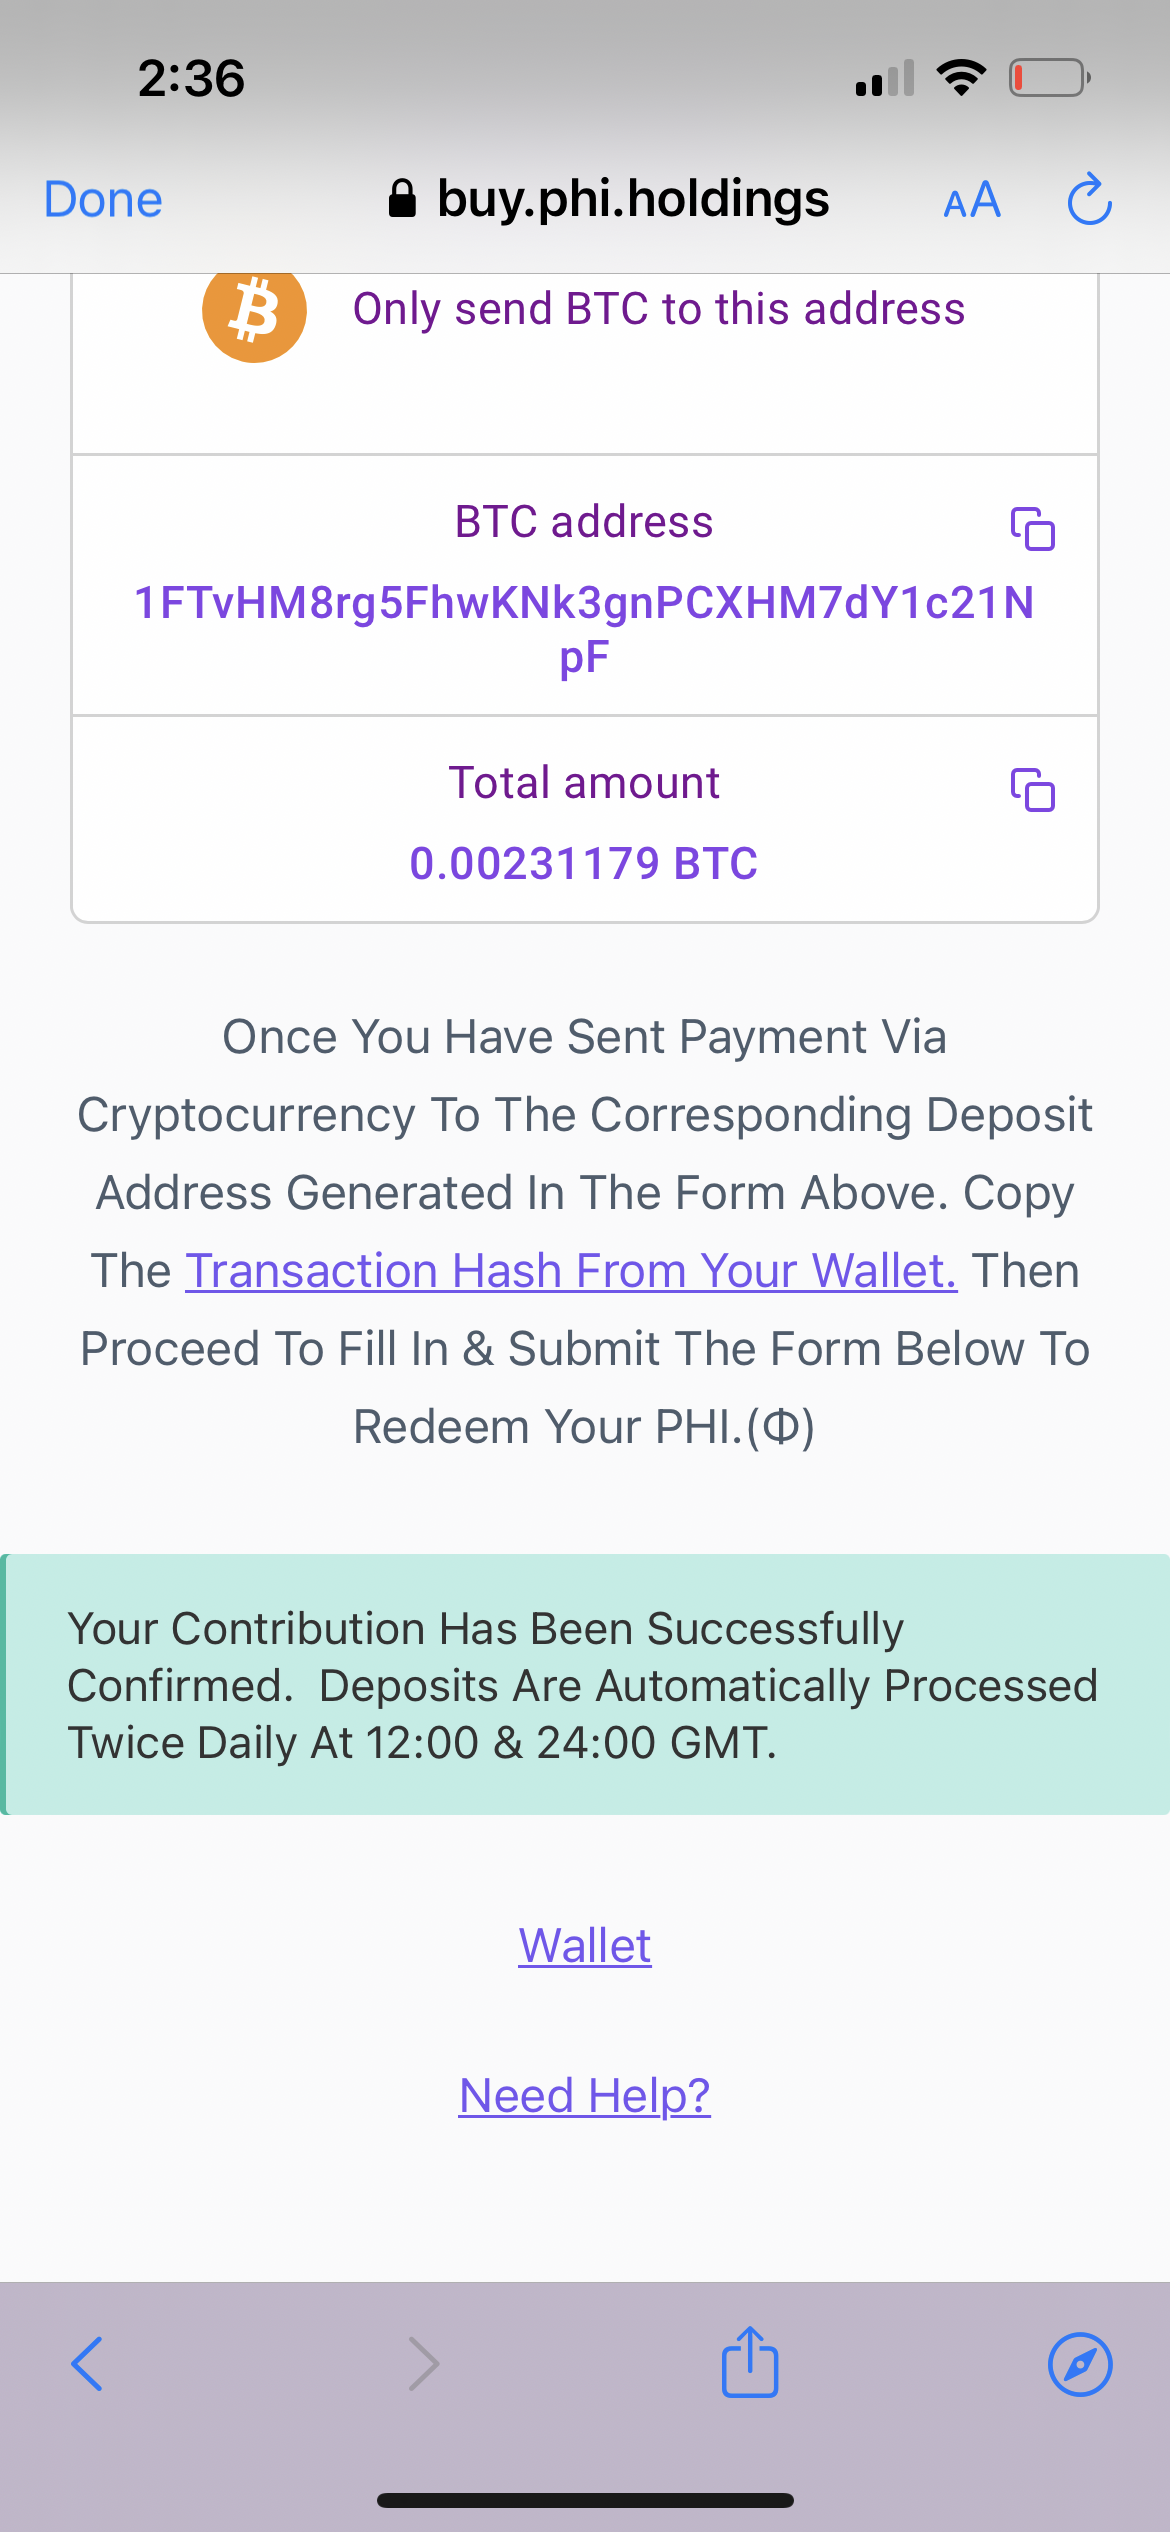 2:36
Done
buy.phi.holdings
AA
Only send BTC to this address
BTC address
1FTvHM8rg5FhwKNk3gnPCXHM7dY1c21N
pF
Total amount
0.00231179 BTC
Once You Have Sent Payment Via
Cryptocurrency To The Corresponding Deposit
Address Generated In The Form Above. Copy
The Transaction Hash From Your Wallet. Then
Proceed To Fill In & Submit The Form Below To
Redeem Your PHI.(Φ)
Your Contribution Has Been Successfully
Confirmed.  Deposits Are Automatically Processed
Twice Daily At 12:00 & 24:00 GMT.
Wallet
Need Help?